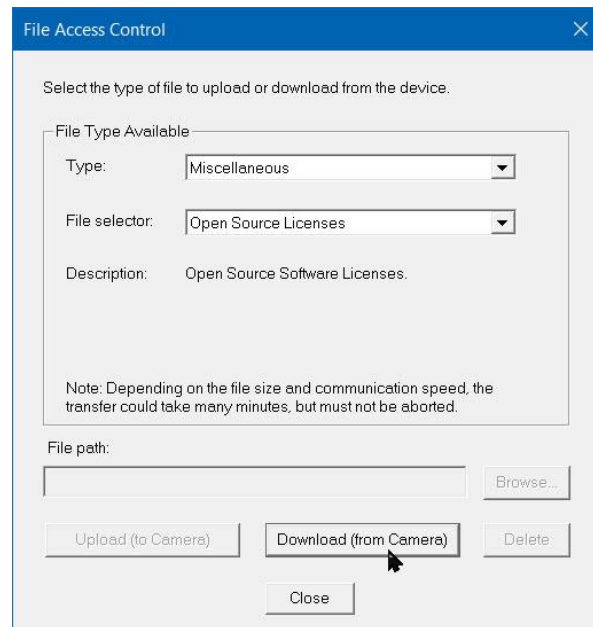 File Access Control
Select the type of file to upload or download from the device.
File Type Available
Type: Miscellaneous
File selector: Open Source Licenses
Description: Open Source Software Licenses.
Note: Depending on the file size and communication speed, the
transfer could take many minutes, but must not be aborted.
File path:
Browse...
Upload (to Camera) Download (from Camera) Delete
Close